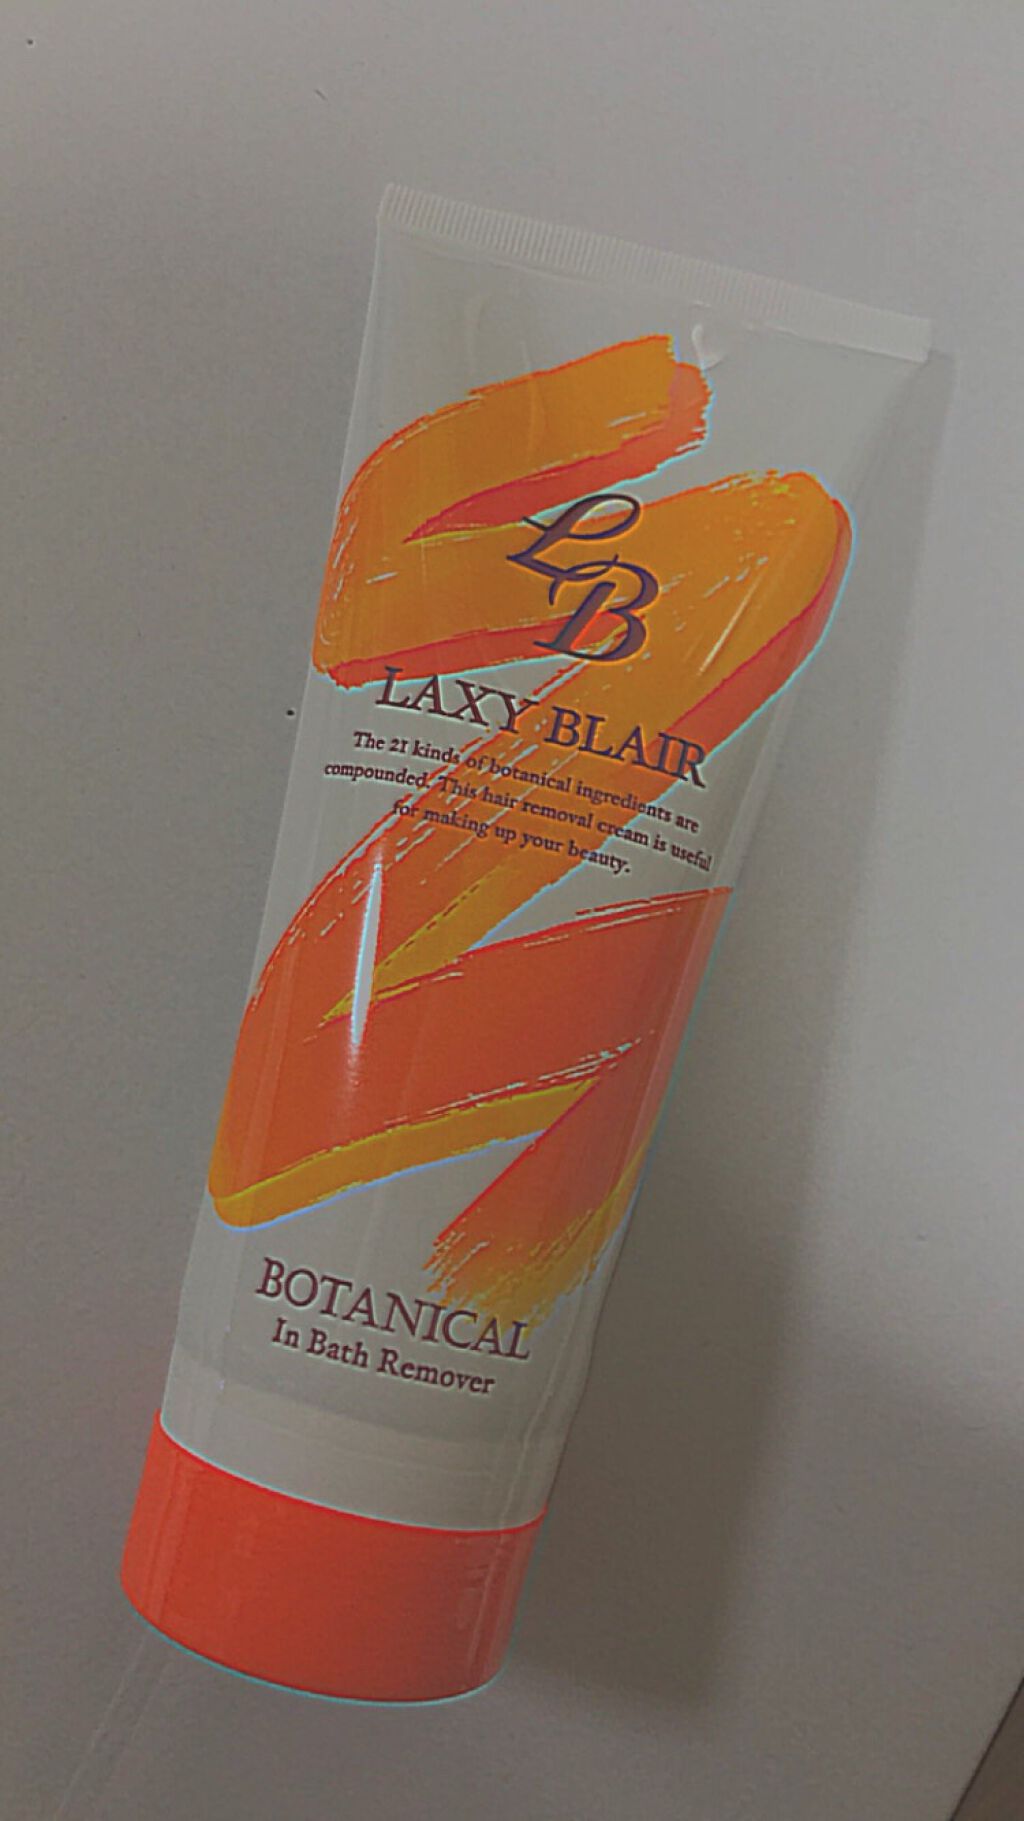 LB
LAXY BLAIR
The 21 kinds of botanical ingredients are
compounded. This hair removal cream is useful
for making up your beauty.
BOTANICAL
In Bath Remover